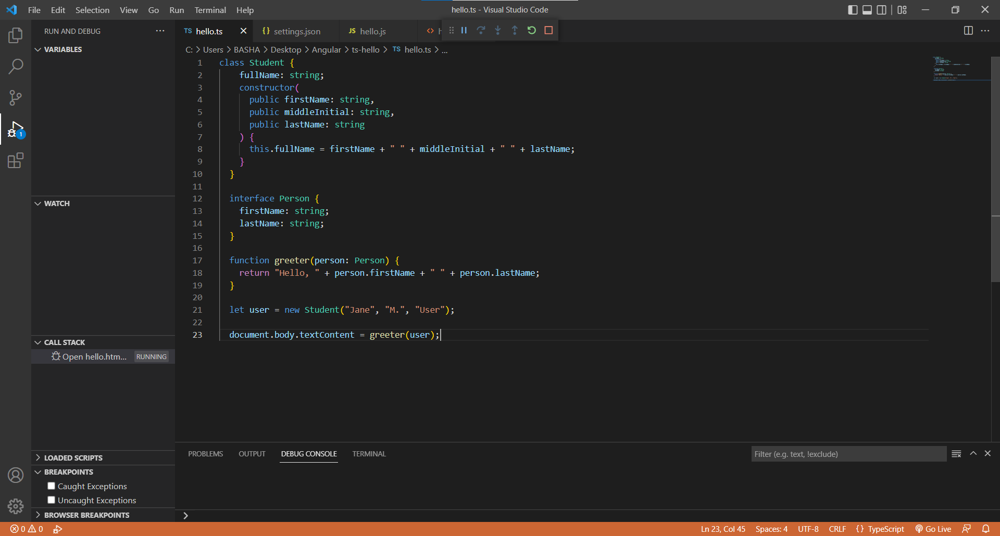 File Edit Selection View Go Run Terminal Help
hello.ts - Visual Studio Code
RUN AND DEBUG
TS hello.ts
{} settings.json
JS hello.js
<> h
C: > Users > BASHA > Desktop > Angular > ts-hello > TS hello.ts > ...
VARIABLES
WATCH
CALL STACK
Open hello.htm... RUNNING
LOADED SCRIPTS
BREAKPOINTS
Caught Exceptions
Uncaught Exceptions
BROWSER BREAKPOINTS
1
1 class Student {
2 fullName: string;
3 constructor(
4 public firstName: string,
5 public middleInitial: string,
6 public lastName: string
7 ) {
8 this.fullName = firstName + " " + middleInitial + " " + lastName;
9 }
10 }
11
12 interface Person {
13 firstName: string;
14 lastName: string;
15 }
16
17 function greeter(person: Person) {
18 return "Hello, " + person.firstName + " " + person.lastName;
19 }
20
21 let user = new Student("Jane", "M.", "User");
22
23 document.body.textContent = greeter(user);
PROBLEMS OUTPUT DEBUG CONSOLE TERMINAL
Filter (e.g. text, !exclude)
0 0
Ln 23, Col 45 Spaces: 4 UTF-8 CRLF {} TypeScript Go Live